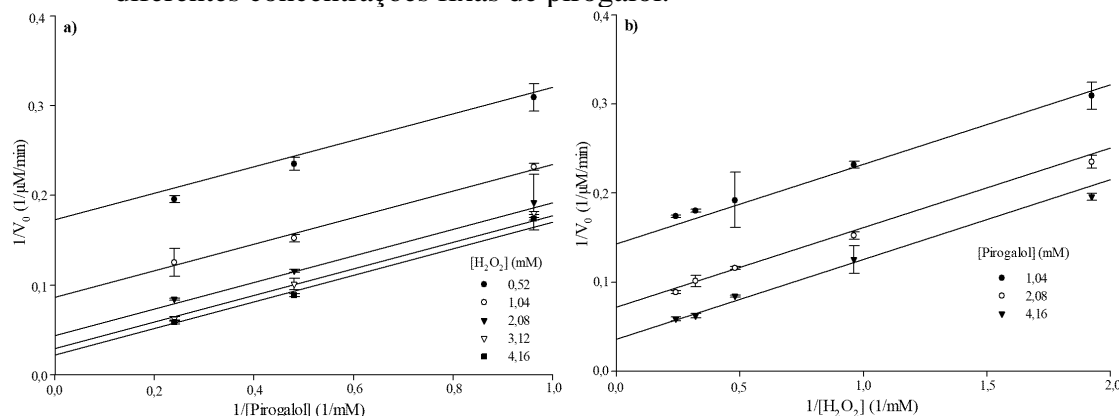 diferentes concentrações fixas de pirogalol.
a)
0,4
0,3
0,2
0,1
0,0
1/V0 (1/µM/min)
0,0 0,2 0,4 0,6 0,8 1,0
1/[Pirogalol] (1/mM)
[H2O2] (mM)
0,52
1,04
2,08
3,12
4,16
b)
0,4
0,3
0,2
0,1
0,0
1/V0 (1/µM/min)
0,0 0,5 1,0 1,5 2,0
1/[H2O2] (1/mM)
[Pirogalol] (mM)
1,04
2,08
4,16